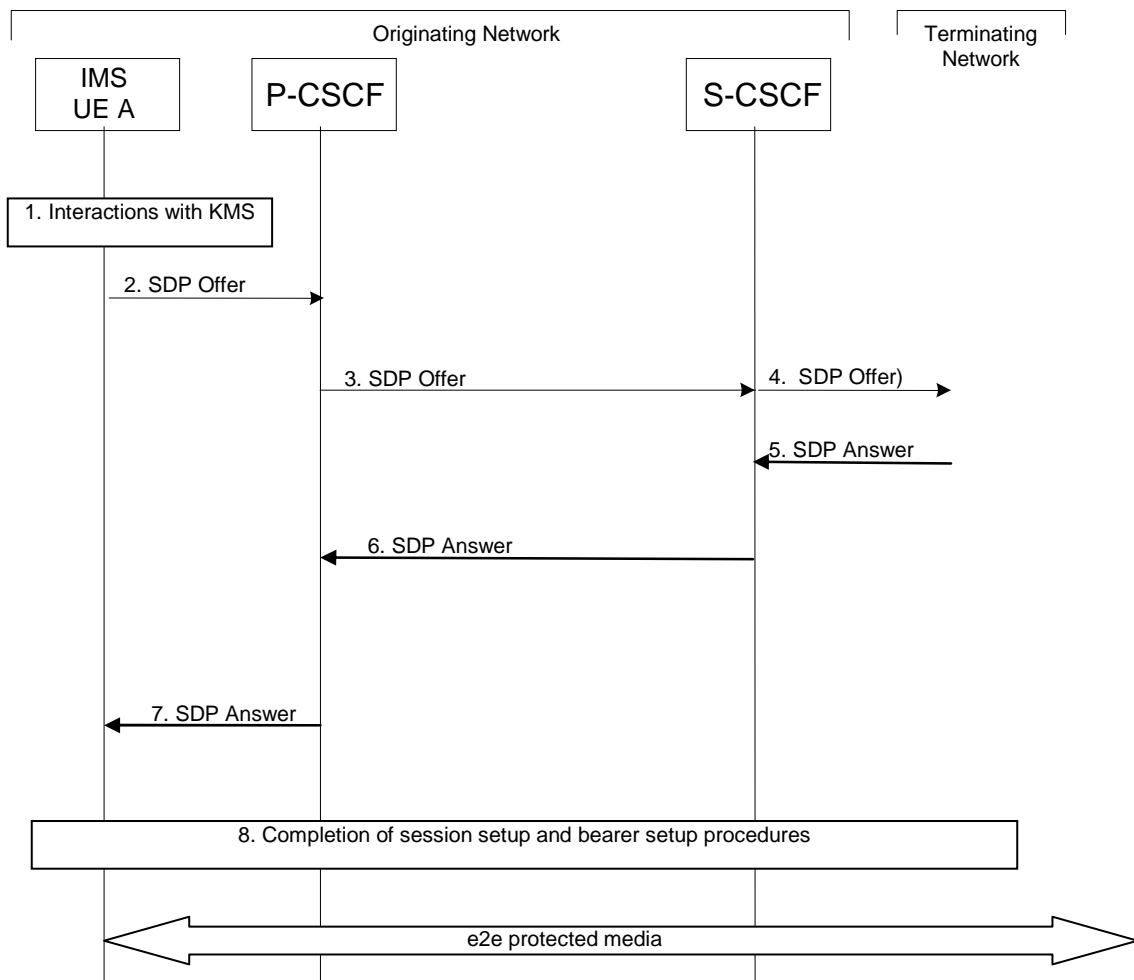 Originating Network
Terminating
Network
IMS
UE A
P-CSCF
S-CSCF
1. Interactions with KMS
2. SDP Offer
3. SDP Offer
4. SDP Offer)
5. SDP Answer
6. SDP Answer
7. SDP Answer
8. Completion of session setup and bearer setup procedures
e2e protected media